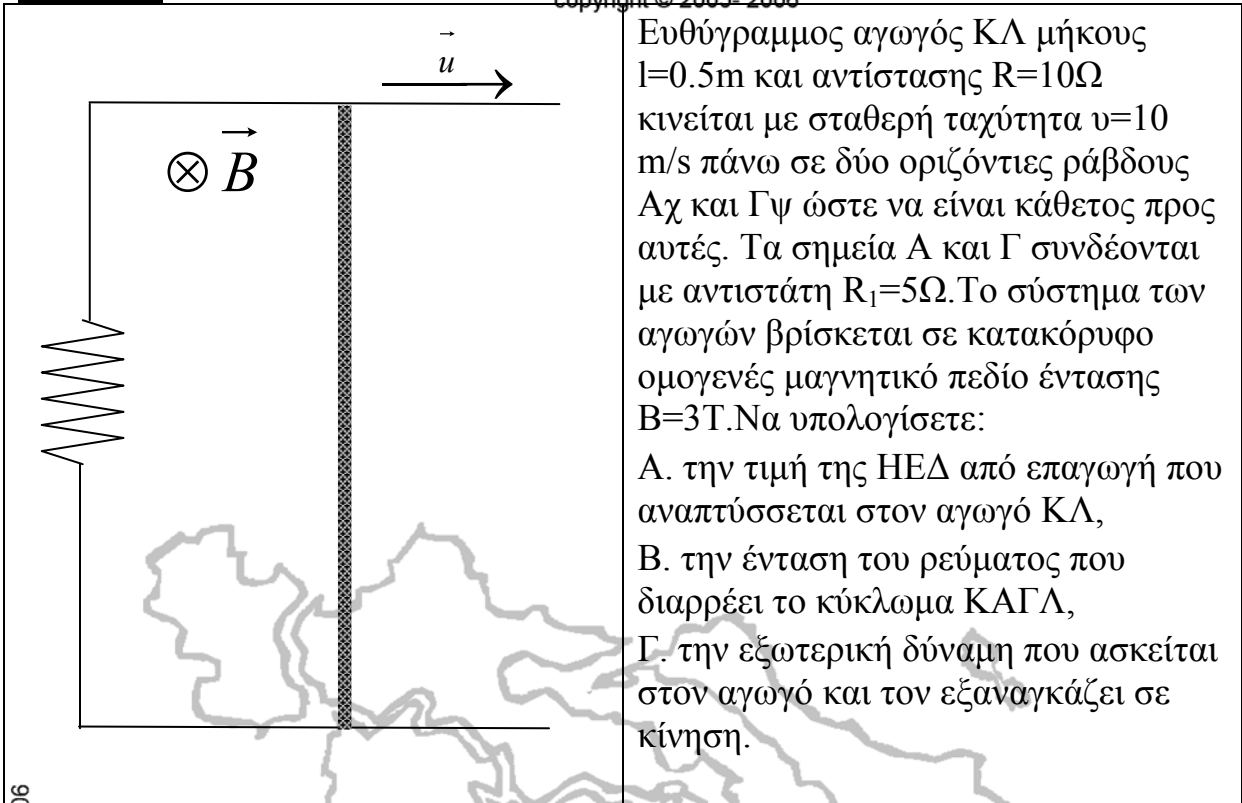 copyright © 2005- 2006
u
B
Ευθύγραμμος αγωγός ΚΛ μήκους
l=0.5m και αντίστασης R=10Ω
κινείται με σταθερή ταχύτητα υ=10
m/s πάνω σε δύο οριζόντιες ράβδους
Αχ και Γψ ώστε να είναι κάθετος προς
αυτές. Τα σημεία Α και Γ συνδέονται
με αντιστάτη R₁=5Ω.Το σύστημα των
αγωγών βρίσκεται σε κατακόρυφο
ομογενές μαγνητικό πεδίο έντασης
Β=3Τ.Να υπολογίσετε:
Α. την τιμή της ΗΕΔ από επαγωγή που
αναπτύσσεται στον αγωγό ΚΛ,
Β. την ένταση του ρεύματος που
διαρρέει το κύκλωμα ΚΑΓΛ,
Γ. την εξωτερική δύναμη που ασκείται
στον αγωγό και τον εξαναγκάζει σε
κίνηση.